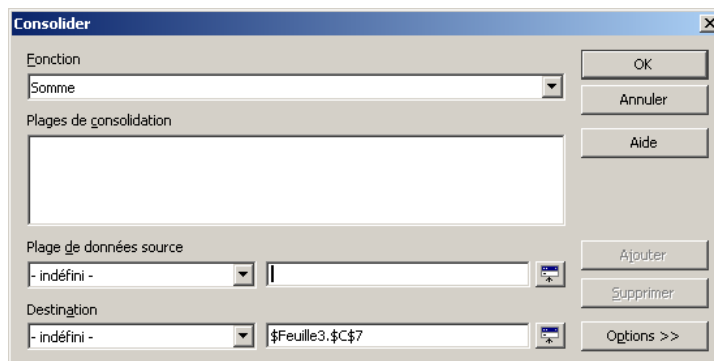 Consolider
Fonction
Somme
Plages de consolidation
Plage de données source
- indéfini -
Destination
- indéfini -
$Feuille3.$C$7
OK
Annuler
Aide
Ajouter
Supprimer
Options >>